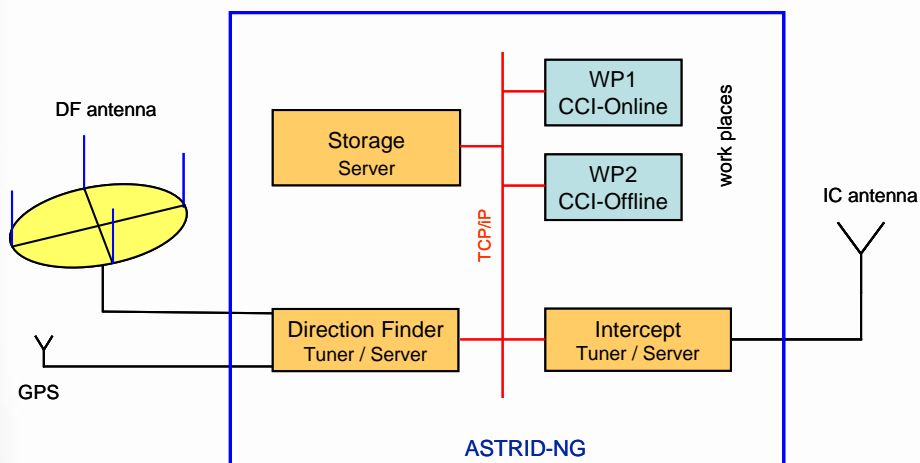 DF antenna
Storage
Server
WP1
CCI-Online
WP2
CCI-Offline
work places
IC antenna
TCP/iP
Direction Finder
Tuner / Server
Intercept
Tuner / Server
GPS
ASTRID-NG